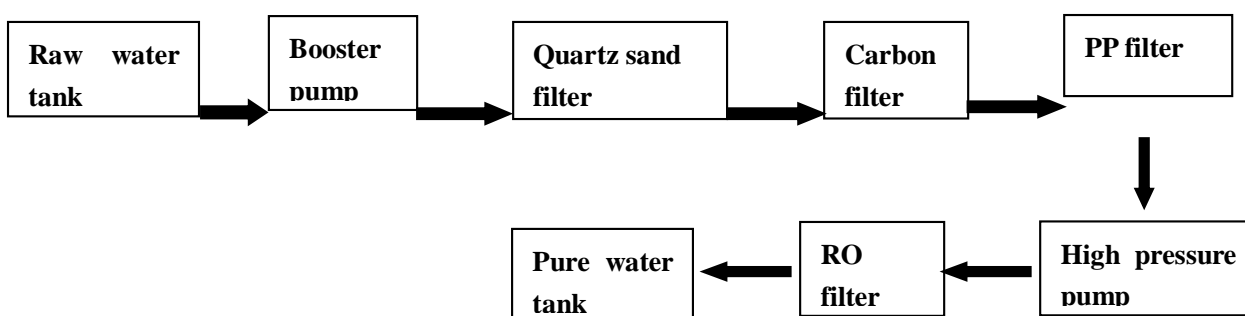 Raw water
tank
Booster
pump
Quartz sand
filter
Carbon
filter
PP filter
High pressure
pump
RO
filter
Pure water
tank